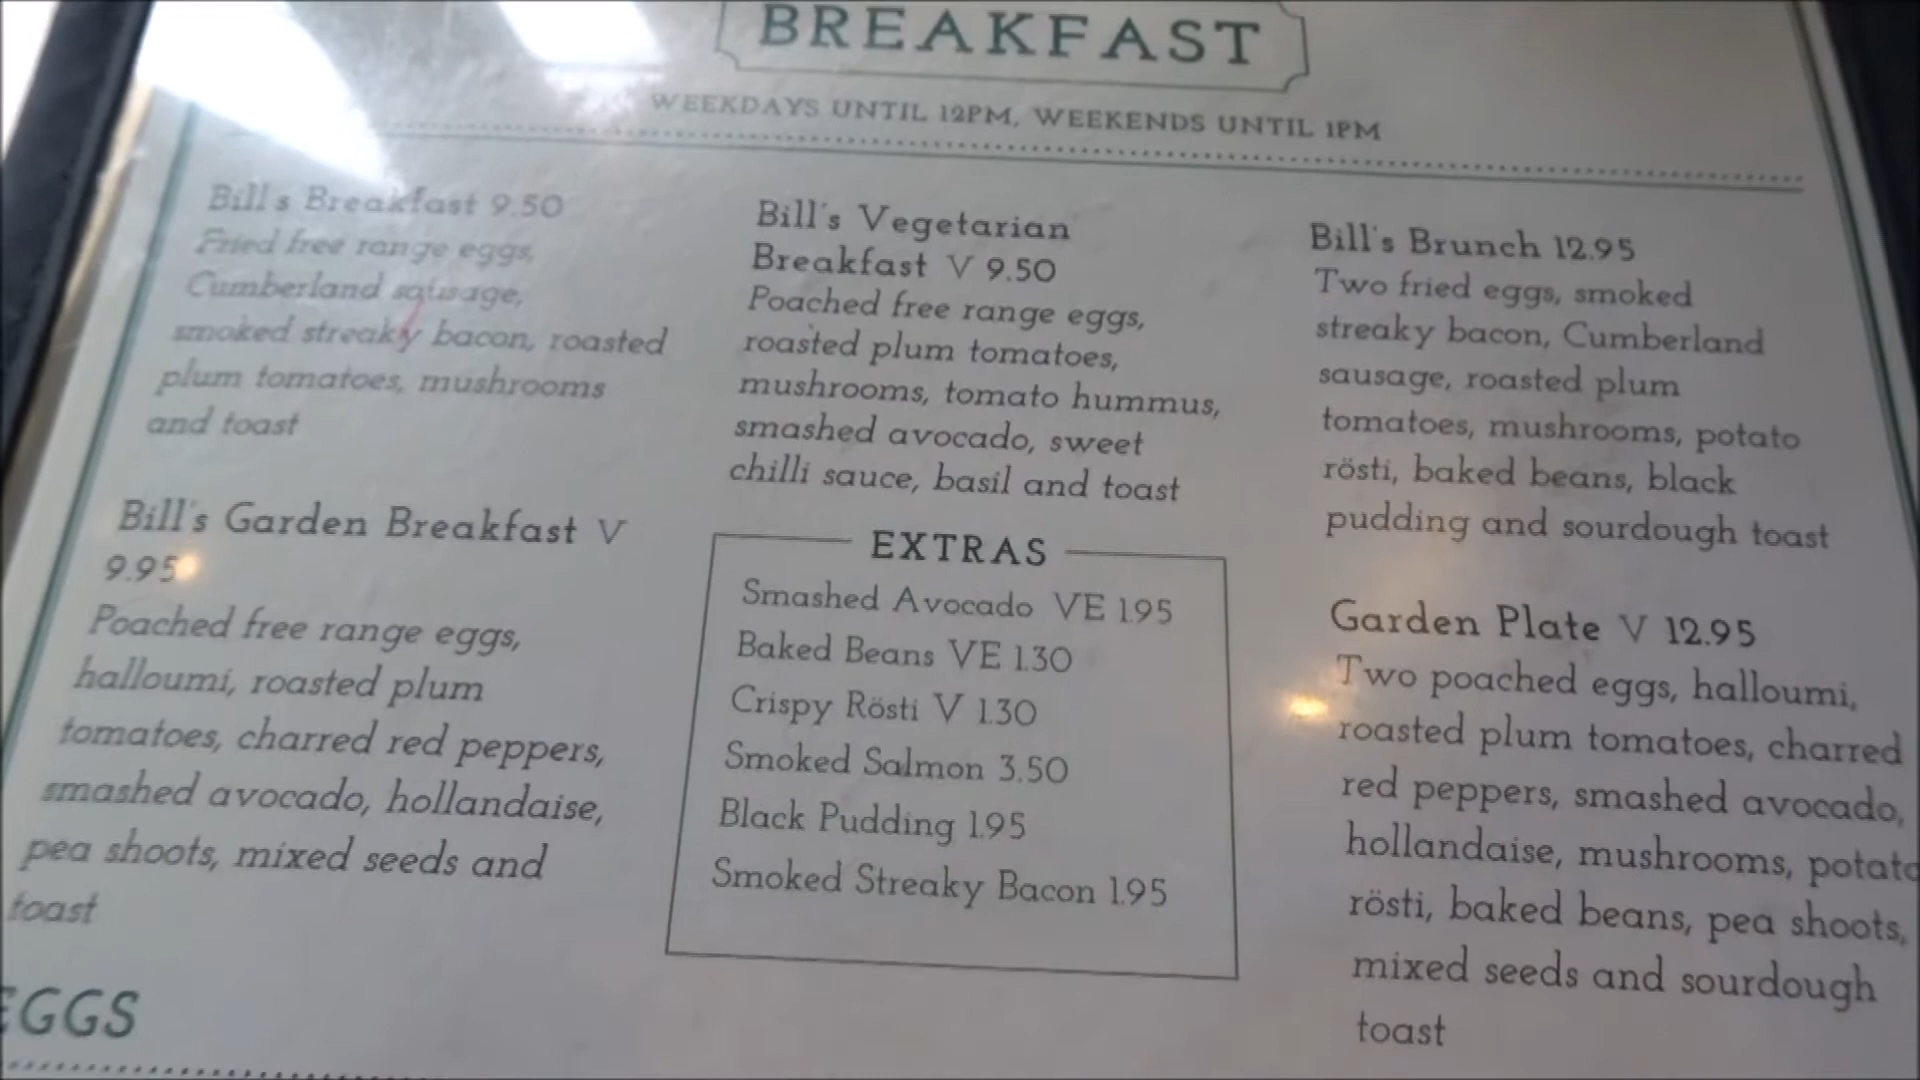 BREAKFAST
WEEKDAYS UNTIL 12PM, WEEKENDS UNTIL 1PM
Bill's Breakfast 9.50
Fried free range eggs,
Cumberland sausage,
smoked streaky bacon, roasted
plum tomatoes, mushrooms
and toast
Bill's Garden Breakfast V
9.95
Poached free range eggs,
halloumi, roasted plum
tomatoes, charred red peppers,
smashed avocado, hollandaise,
pea shoots, mixed seeds and
toast
EGGS
Bill's Vegetarian
Breakfast V 9.50
Poached free range eggs,
roasted plum tomatoes,
mushrooms, tomato hummus,
smashed avocado, sweet
chilli sauce, basil and toast
EXTRAS
Smashed Avocado VE 1.95
Baked Beans VE 1.30
Crispy Rösti V 1.30
Smoked Salmon 3.50
Black Pudding 1.95
Smoked Streaky Bacon 1.95
Bill's Brunch 12.95
Two fried eggs, smoked
streaky bacon, Cumberland
sausage, roasted plum
tomatoes, mushrooms, potato
rösti, baked beans, black
pudding and sourdough toast
Garden Plate V 12.95
Two poached eggs, halloumi,
roasted plum tomatoes, charred
red peppers, smashed avocado,
hollandaise, mushrooms, potato
rösti, baked beans, pea shoots,
mixed seeds and sourdough
toast